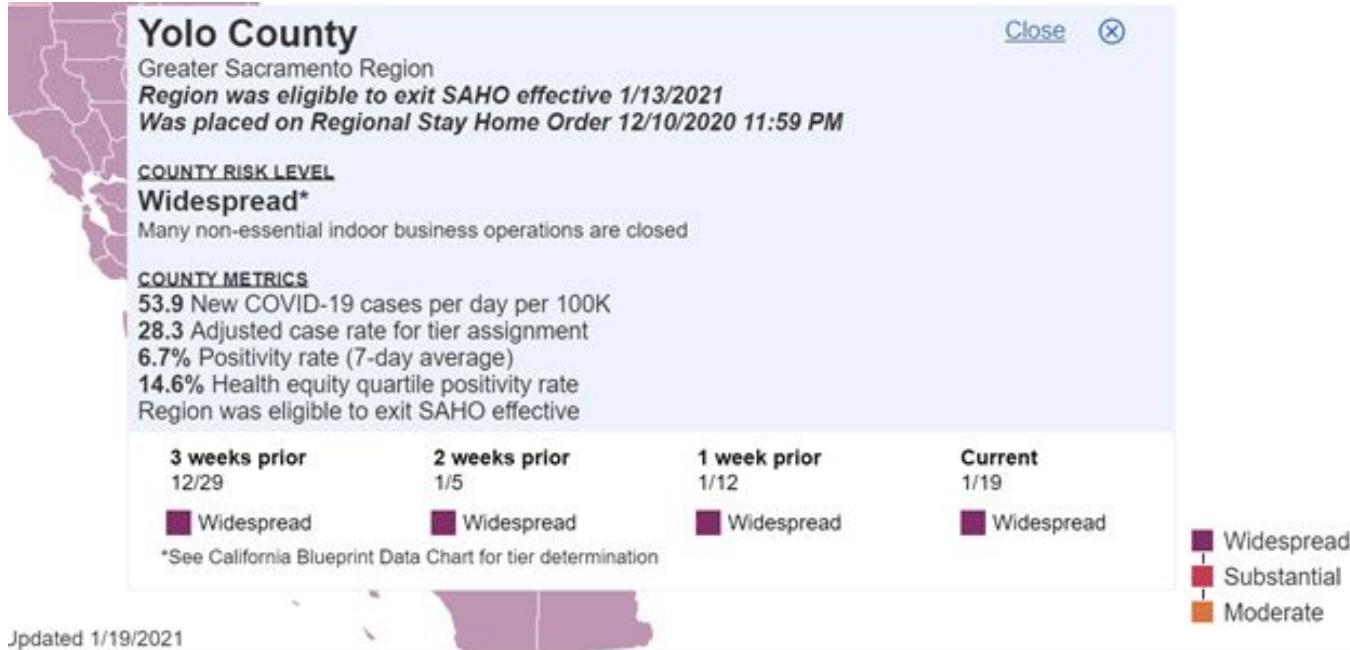 Yolo County
Close
Greater Sacramento Region
Region was eligible to exit SAHO effective 1/13/2021
Was placed on Regional Stay Home Order 12/10/2020 11:59 PM
COUNTY RISK LEVEL
Widespread*
Many non-essential indoor business operations are closed
COUNTY METRICS
53.9 New COVID-19 cases per day per 100K
28.3 Adjusted case rate for tier assignment
6.7% Positivity rate (7-day average)
14.6% Health equity quartile positivity rate
Region was eligible to exit SAHO effective
3 weeks prior
12/29
Widespread
2 weeks prior
1/5
Widespread
1 week prior
1/12
Widespread
Current
1/19
Widespread
*See California Blueprint Data Chart for tier determination
Widespread
Substantial
Moderate
Updated 1/19/2021